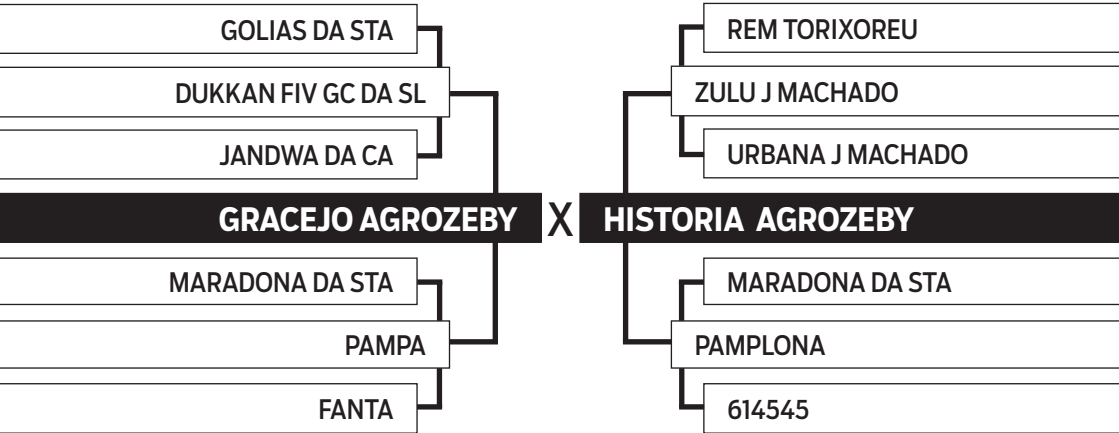 GOLIAS DA STA
REM TORIXOREU
DUKKAN FIV GC DA SL
ZULU J MACHADO
JANDWA DA CA
URBANA J MACHADO
GRACEJO AGROZEBY X HISTORIA AGROZEBY
MARADONA DA STA
MARADONA DA STA
PAMPA
PAMPLONA
FANTA
614545